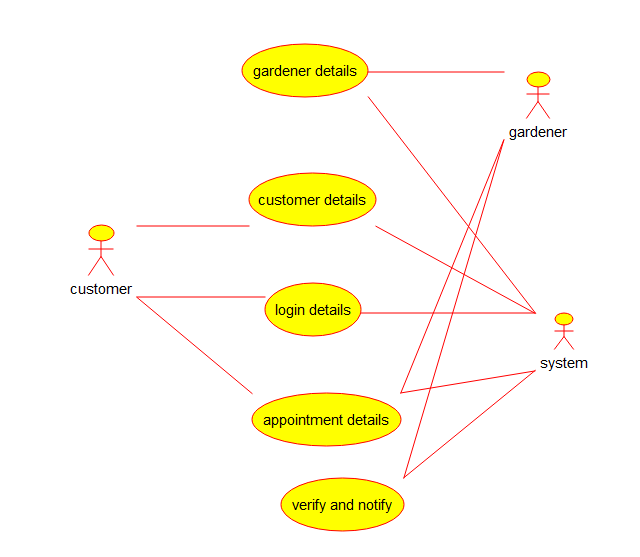 gardener details
gardener
customer details
customer
login details
system
appointment details
verify and notify